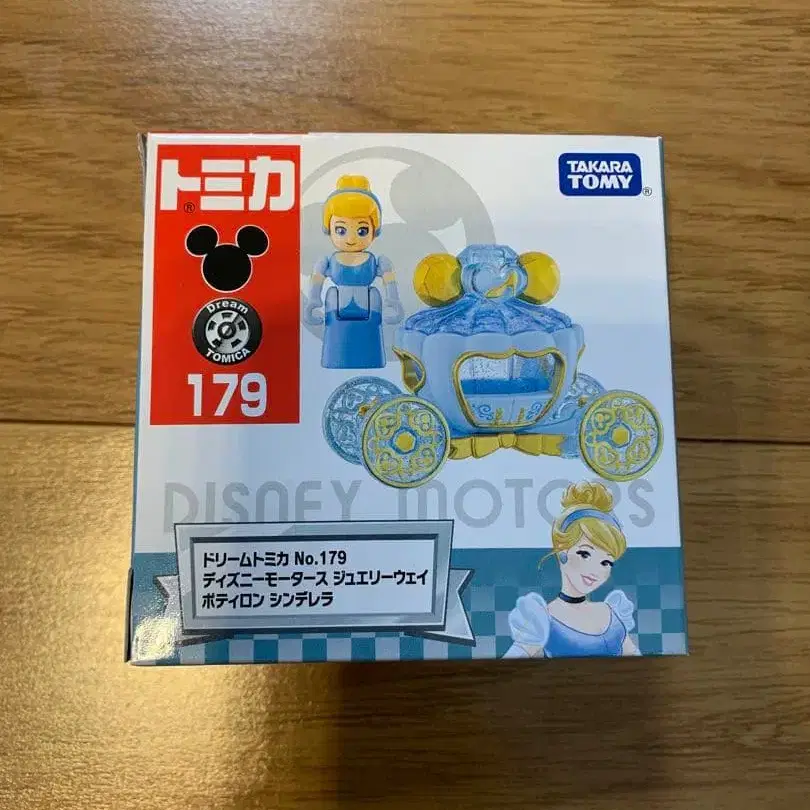 トミカ®
TAKARA
TOMY®
Dream
TOMICA
179
DISNEY MOTORS
ドリームトミカ No.179
ディズニーモータース ジュエリーウェイ
ポティロン シンデレラ